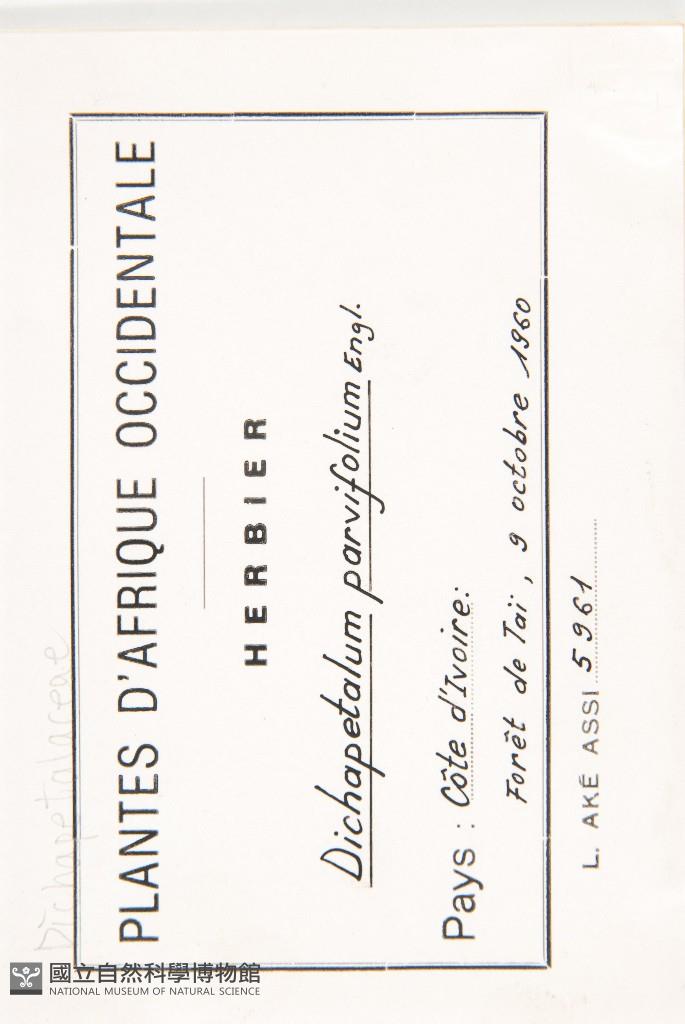 Dichapetalaceae
PLANTES D'AFRIQUE OCCIDENTALE
HERBIER
Dichapetalum parvifolium Engl.
Pays : Côte d'Ivoire:
Forêt de Taï, 9 octobre 1960
L. AKÉ ASSI 5961
國立自然科學博物館
NATIONAL MUSEUM OF NATURAL SCIENCE